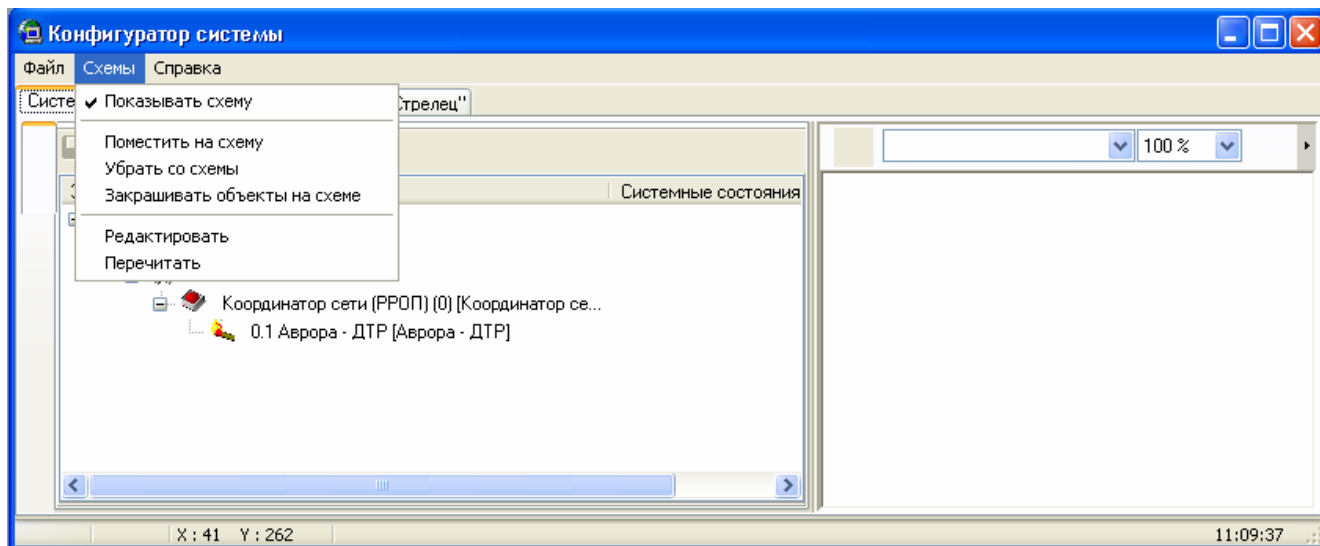 Конфигуратор системы
Файл Схемы Справка
Показывать схему
Поместить на схему
Убрать со схемы
Закрашивать объекты на схеме
Редактировать
Перечитать
100 %
Системные состояния
Координатор сети (РРОП) (0) [Координатор се...
0.1 Аврора - ДТР [Аврора - ДТР]
X : 41 Y : 262
11:09:37